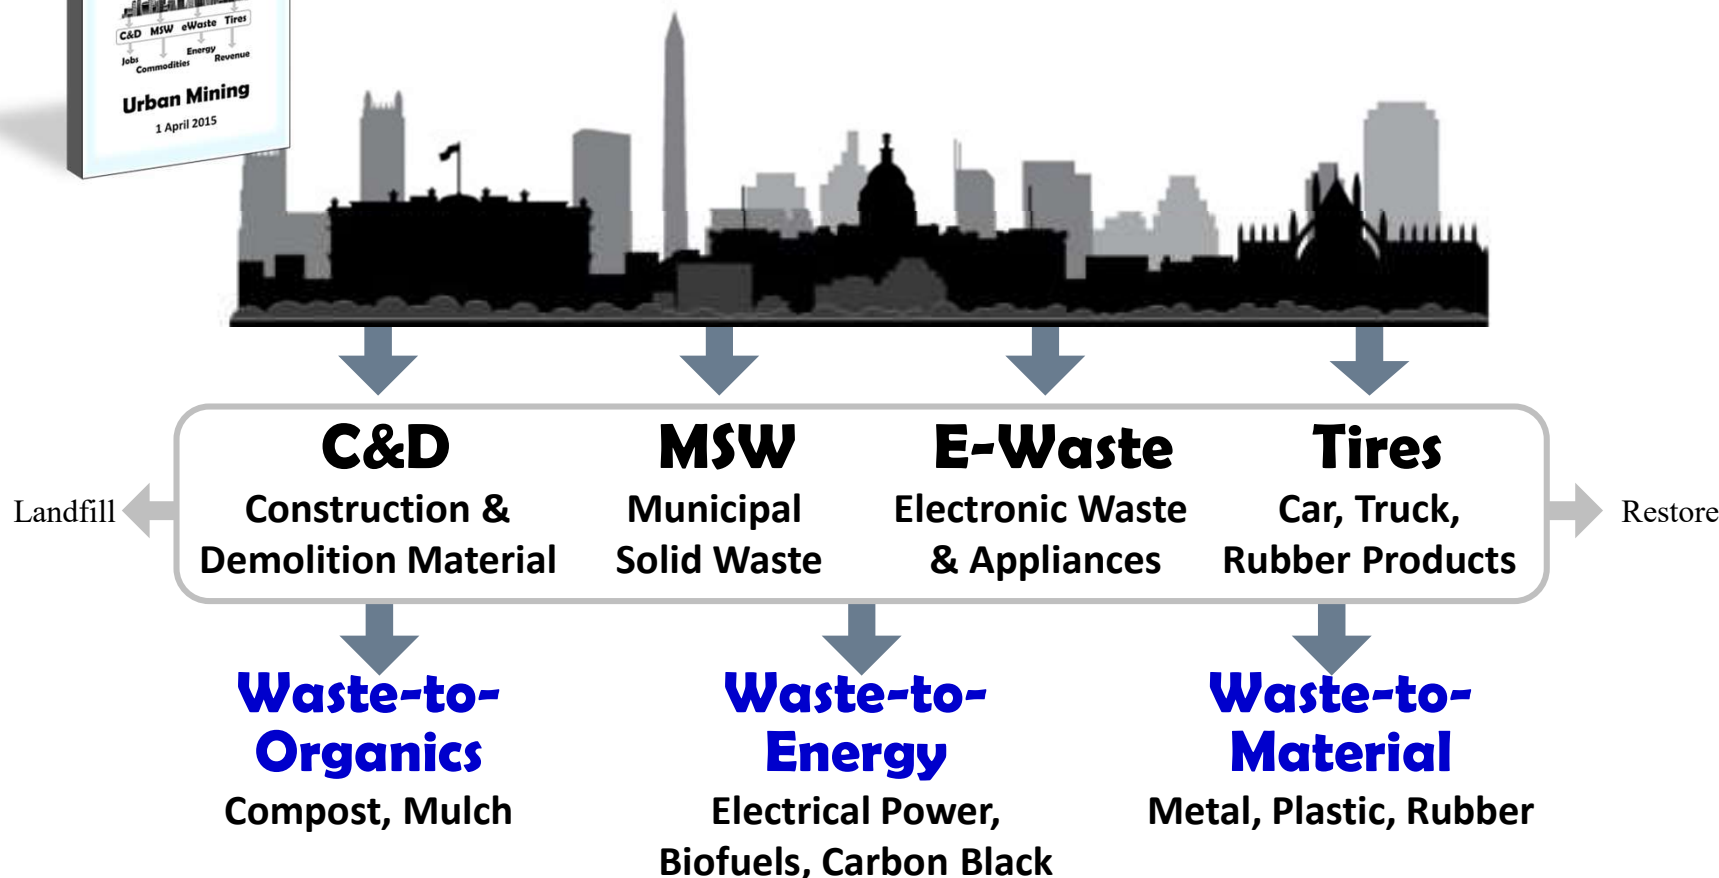 C&D MSW eWaste Tires
Jobs Commodities Energy Revenue
Urban Mining
1 April 2015
C&D
Construction &
Demolition Material
MSW
Municipal
Solid Waste
E-Waste
Electronic Waste
& Appliances
Tires
Car, Truck,
Rubber Products
Landfill
Restore
Waste-to-
Organics
Compost, Mulch
Waste-to-
Energy
Electrical Power,
Biofuels, Carbon Black
Waste-to-
Material
Metal, Plastic, Rubber